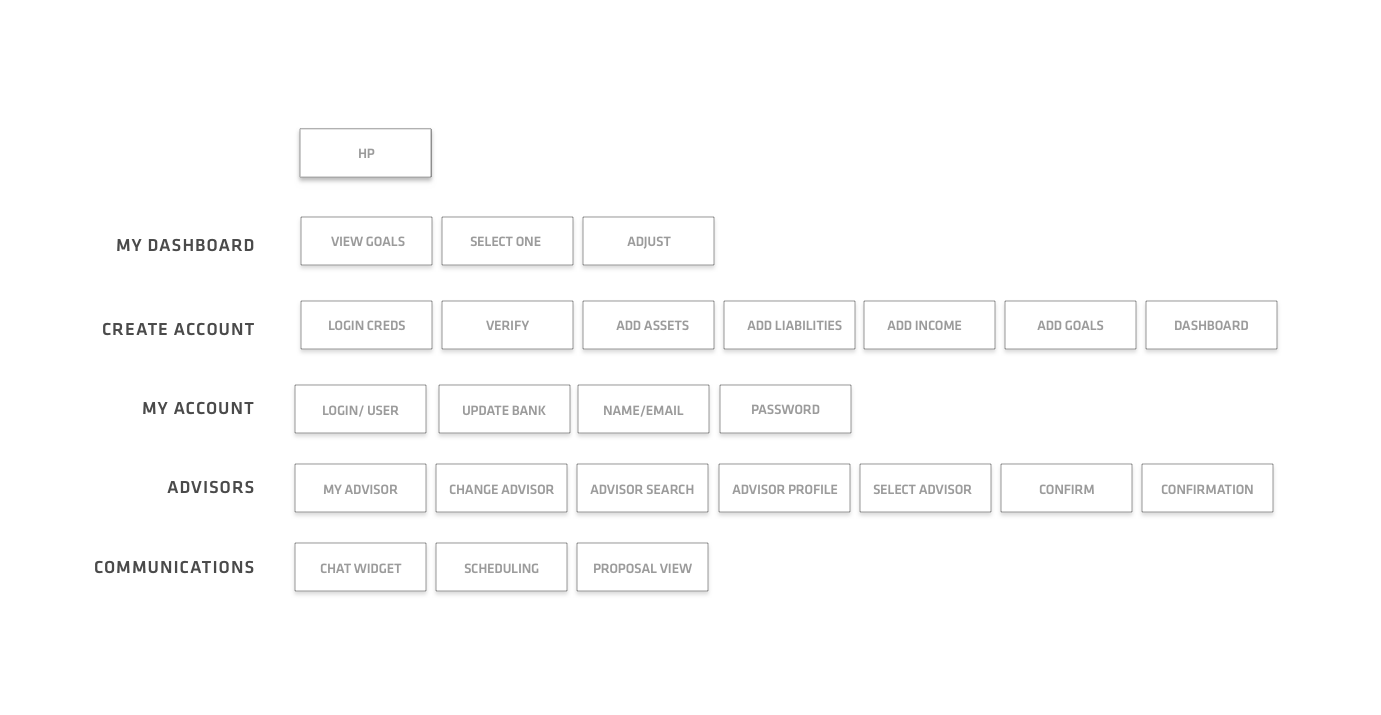 HP
MY DASHBOARD VIEW GOALS SELECT ONE ADJUST
CREATE ACCOUNT LOGIN CREDS VERIFY ADD ASSETS ADD LIABILITIES ADD INCOME ADD GOALS DASHBOARD
MY ACCOUNT LOGIN/ USER UPDATE BANK NAME/EMAIL PASSWORD
ADVISORS MY ADVISOR CHANGE ADVISOR ADVISOR SEARCH ADVISOR PROFILE SELECT ADVISOR CONFIRM CONFIRMATION
COMMUNICATIONS CHAT WIDGET SCHEDULING PROPOSAL VIEW